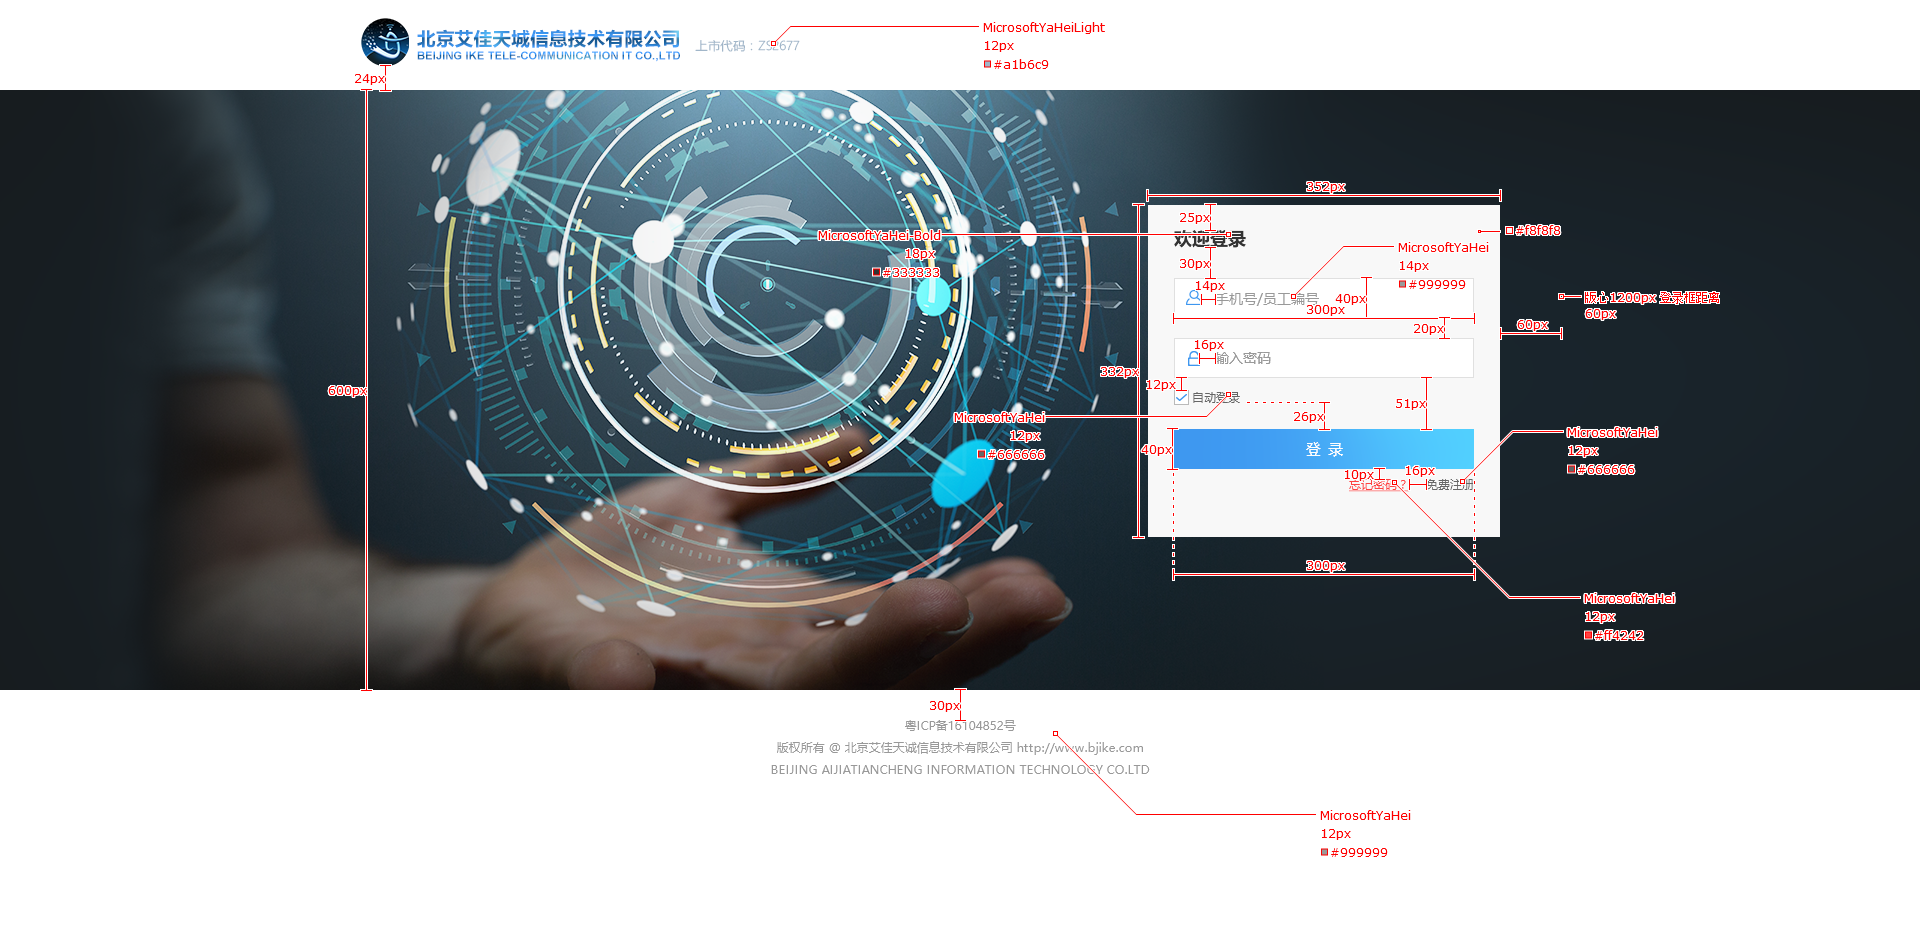 北京艾佳天诚信息技术有限公司
BEIJING IKE TELE-COMMUNICATION IT CO.,LTD
上市代码：Z92677
MicrosoftYaHeiLight
12px
#a1b6c9
24px
352px
25px
欢迎登录
#f8f8f8
MicrosoftYaHei-Bold
18px
#333333
MicrosoftYaHei
14px
#999999
30px
14px
手机号/员工编号
40px
300px
版心1200px 登录框距离
60px
60px
20px
16px
输入密码
332px
600px
12px
自动登录
51px
26px
MicrosoftYaHei
12px
#666666
40px
登 录
MicrosoftYaHei
12px
#666666
10px
16px
忘记密码？
免费注册
300px
MicrosoftYaHei
12px
#ff4242
30px
粤ICP备16104852号
版权所有 @ 北京艾佳天诚信息技术有限公司 http://www.bjike.com
BEIJING AIJIATIANCHENG INFORMATION TECHNOLOGY CO.LTD
MicrosoftYaHei
12px
#999999